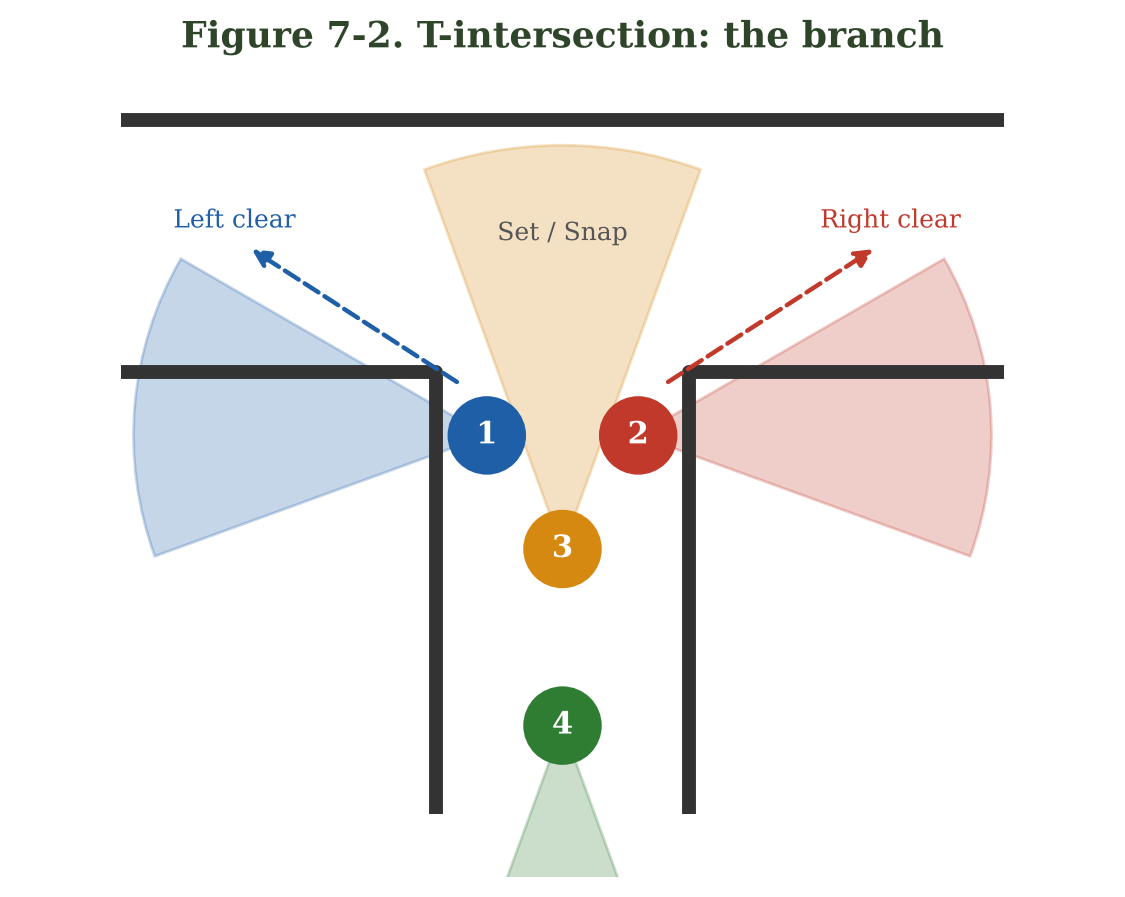 Figure 7-2. T-intersection: the branch
Left clear
Right clear
Set / Snap
1
2
3
4